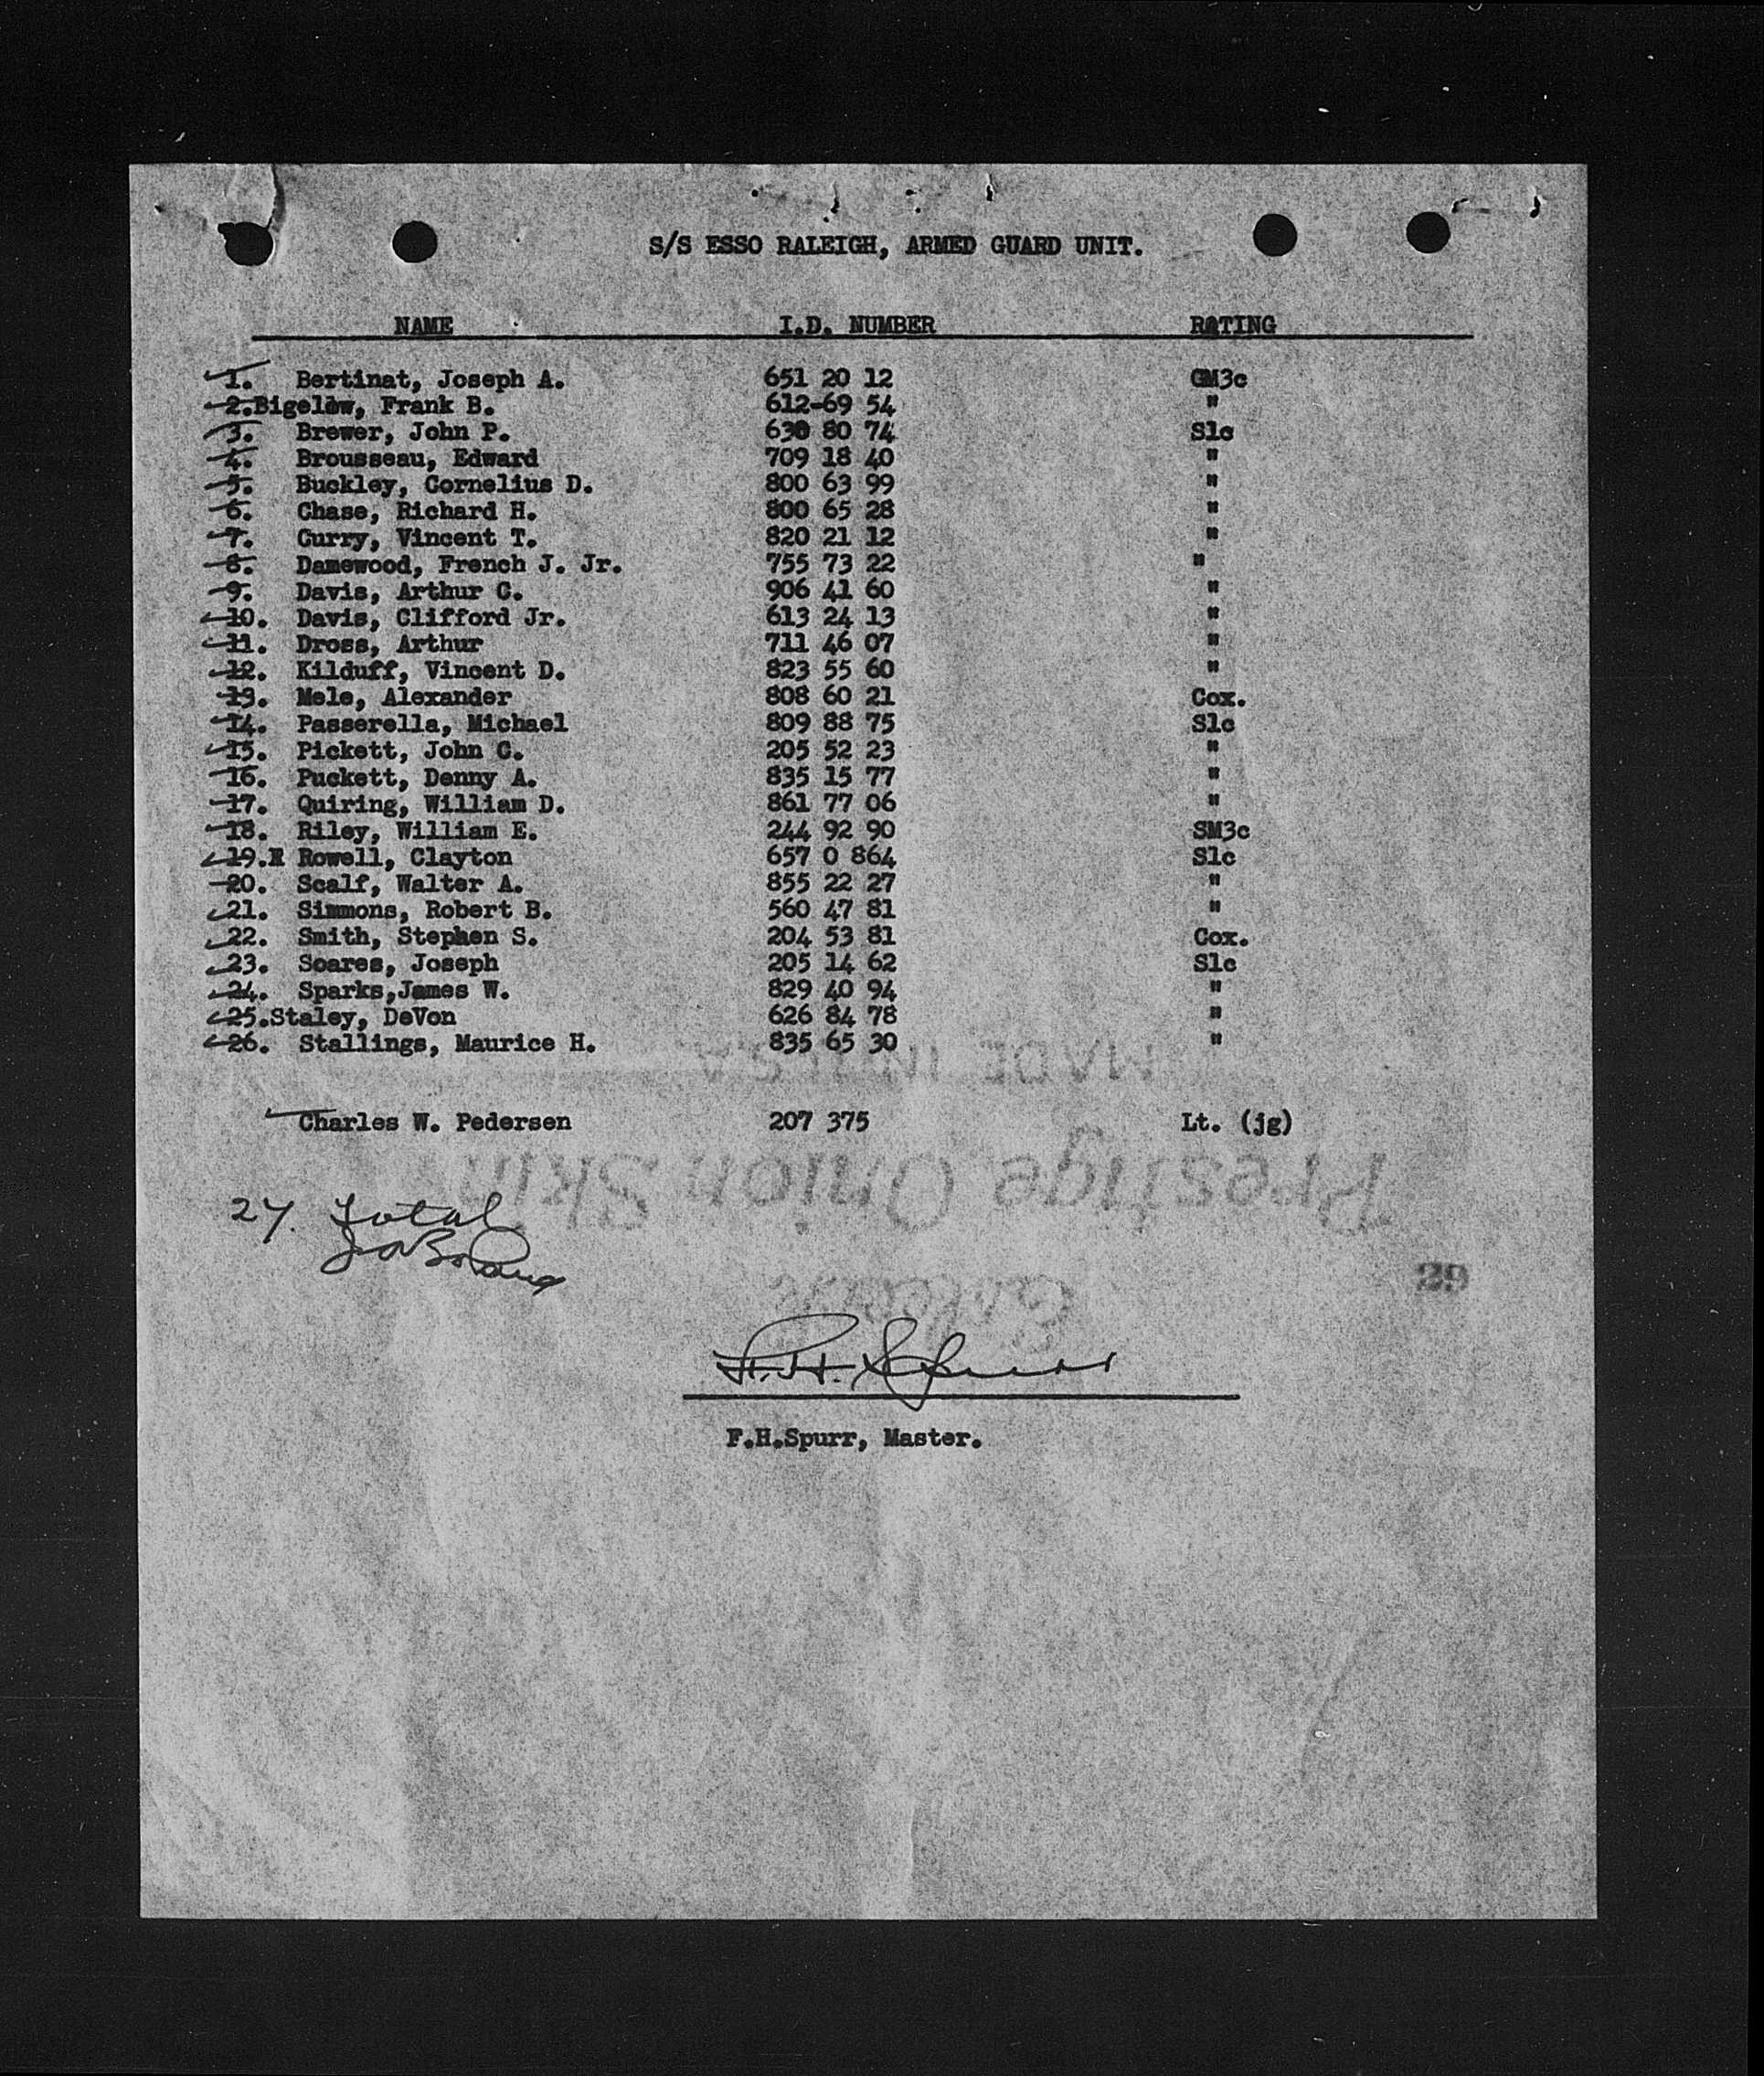 S/S ESSO RALEIGH, ARMED GUARD UNIT.
NAME I.D. NUMBER RATING
1. Bertinat, Joseph A. 651 20 12 GM3c
2.Bigelow, Frank B. 612-69 54 "
3. Brewer, John P. 630 80 74 S1c
4. Brousseau, Edward 709 18 40 "
5. Buckley, Cornelius D. 800 63 99 "
6. Chase, Richard H. 800 65 28 "
7. Curry, Vincent T. 820 21 12 "
8. Damewood, French J. Jr. 755 73 22 "
9. Davis, Arthur C. 906 41 60 "
10. Davis, Clifford Jr. 613 24 13 "
11. Dross, Arthur 711 46 07 "
12. Kilduff, Vincent D. 823 55 60 "
13. Mele, Alexander 808 60 21 Cox.
14. Passerella, Michael 809 88 75 S1c
15. Pickett, John C. 205 52 23 "
16. Puckett, Denny A. 835 15 77 "
17. Quiring, William D. 861 77 06 "
18. Riley, William E. 244 92 90 SM3c
19. Rowell, Clayton 657 0 864 S1c
20. Scalf, Walter A. 855 22 27 "
21. Simmons, Robert B. 560 47 81 "
22. Smith, Stephen S. 204 53 81 Cox.
23. Soares, Joseph 205 14 62 S1c
24. Sparks,James W. 829 40 94 "
25.Staley, DeVon 626 84 78 "
26. Stallings, Maurice H. 835 65 30 "
MADE IN U.S.A.
Charles W. Pedersen 207 375 Lt. (jg)
Prestige Onion Skin
27. Total
29
F.H. Spurr
F.H.Spurr, Master.